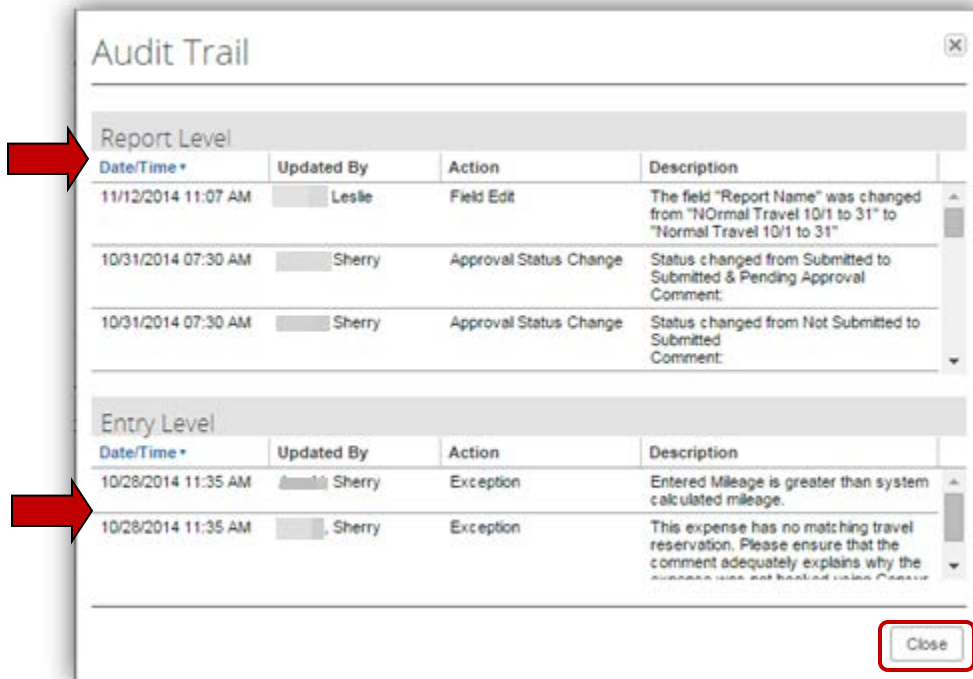 Audit Trail
Report Level
Date/Time Updated By Action Description
11/12/2014 11:07 AM Leslie Field Edit The field "Report Name" was changed
from "NOrmal Travel 10/1 to 31" to
"Normal Travel 10/1 to 31"
10/31/2014 07:30 AM Sherry Approval Status Change Status changed from Submitted to
Submitted & Pending Approval
Comment:
10/31/2014 07:30 AM Sherry Approval Status Change Status changed from Not Submitted to
Submitted
Comment:
Entry Level
Date/Time Updated By Action Description
10/28/2014 11:35 AM Sherry Exception Entered Mileage is greater than system
calculated mileage.
10/28/2014 11:35 AM , Sherry Exception This expense has no matching travel
reservation. Please ensure that the
comment adequately explains why the
expense was not booked using Concur
Close